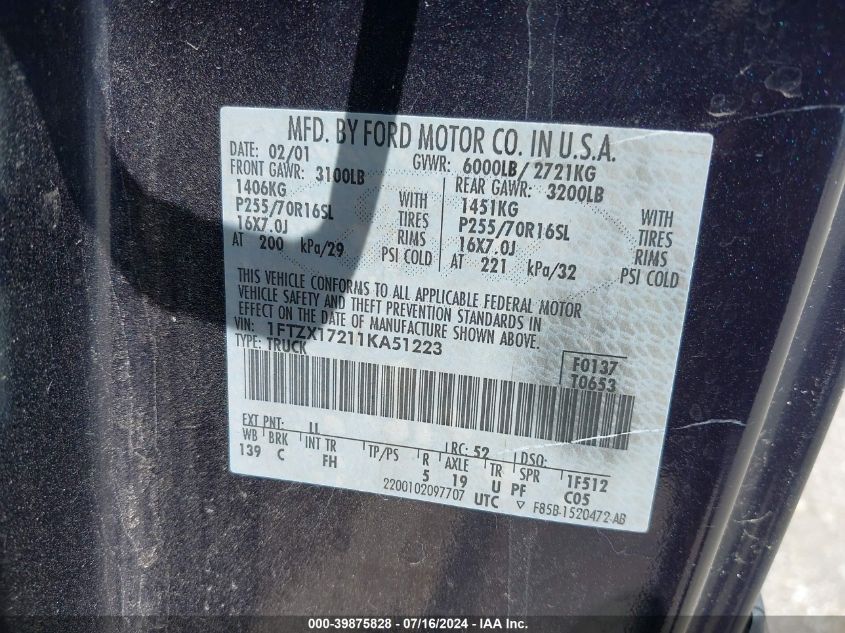 MFD. BY FORD MOTOR CO. IN U.S.A.
DATE: 02/01 GVWR: 6000LB/ 2721KG
FRONT GAWR: 3100LB REAR GAWR: 3200LB
1406KG WITH 1451KG WITH
P255/70R16SL TIRES P255/70R16SL TIRES
16X7.0J RIMS 16X7.0J RIMS
AT 200 kPa/29 PSI COLD AT 221 kPa/32 PSI COLD
THIS VEHICLE CONFORMS TO ALL APPLICABLE FEDERAL MOTOR
VEHICLE SAFETY AND THEFT PREVENTION STANDARDS IN
EFFECT ON THE DATE OF MANUFACTURE SHOWN ABOVE.
VIN: 1FTZX17211KA51223
TYPE: TRUCK
F0137
T0653
EXT PNT: LL RC: 52 DSO:
WB BRK INT TR TP/PS R AXLE TR SPR 1F512
139 C FH 5 19 U PF C05
2200102097707 UTC ▽ F85B-1520472-AB
000-39875828 - 07/16/2024 - IAA Inc.